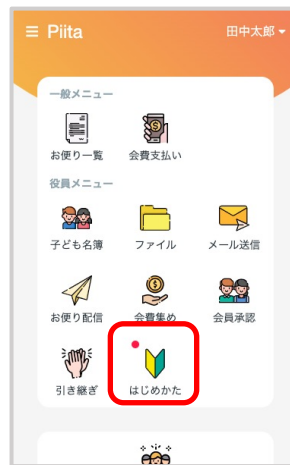 Piita 田中太郎
一般メニュー
お便り一覧 会費支払い
役員メニュー
子ども名簿 ファイル メール送信
お便り配信 会費集め 会員承認
引き継ぎ はじめかた